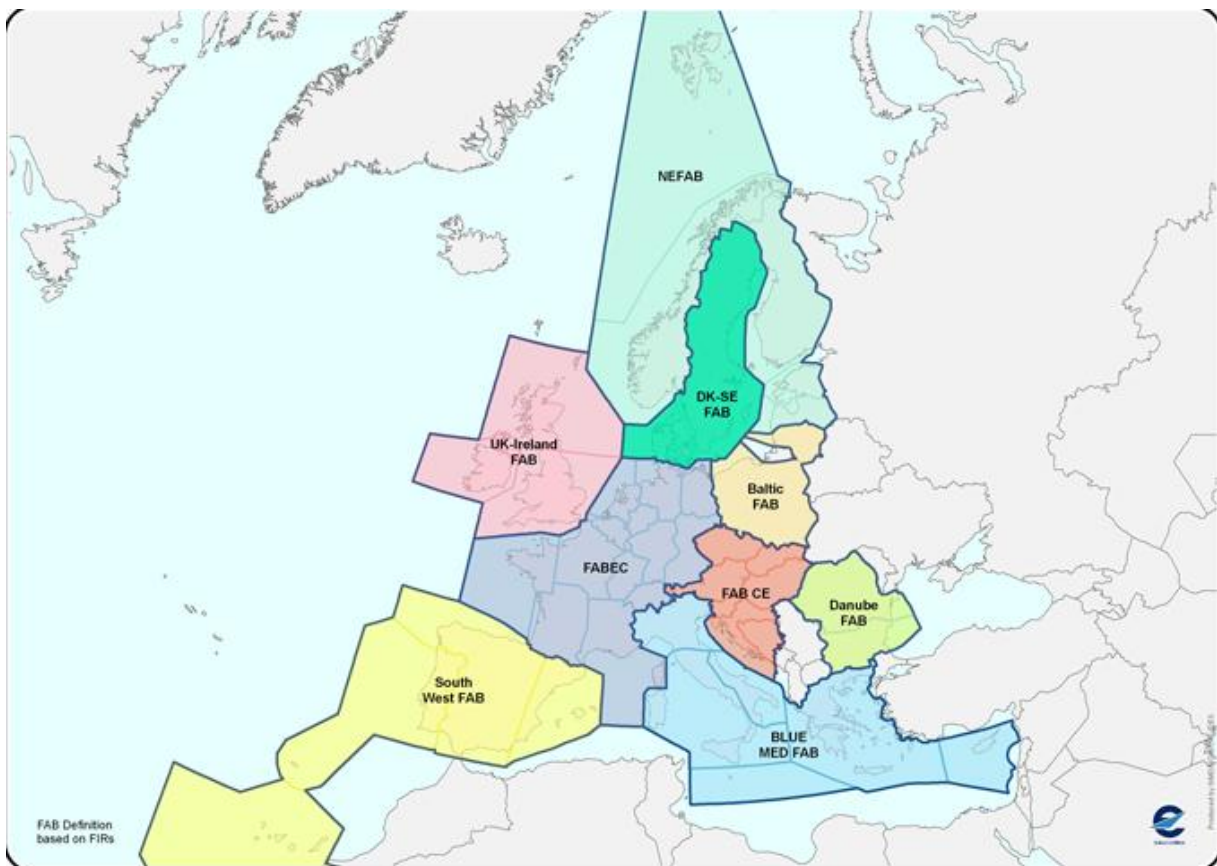 NEFAB
DK-SE
FAB
UK-Ireland
FAB
Baltic
FAB
FABEC
FAB CE
Danube
FAB
South
West FAB
BLUE
MED FAB
FAB Definition
based on FIRs